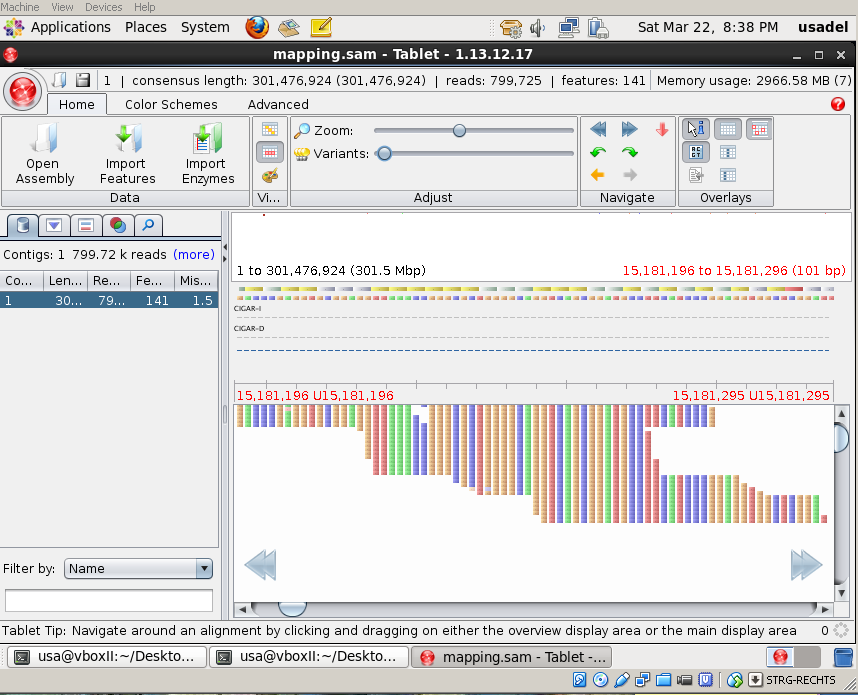 Machine View Devices Help
Applications Places System Sat Mar 22, 8:38 PM usadel
mapping.sam - Tablet - 1.13.12.17
1 | consensus length: 301,476,924 (301,476,924) | reads: 799,725 | features: 141 Memory usage: 2966.58 MB (7)
Home Color Schemes Advanced
Open Assembly
Import Features
Import Enzymes
Zoom:
Variants:
Data Vi... Adjust Navigate Overlays
Contigs: 1 799.72 k reads (more)
Co... Len... Re... Fe... Mis...
1 30... 79... 141 1.5
1 to 301,476,924 (301.5 Mbp) 15,181,196 to 15,181,296 (101 bp)
CIGAR-I
CIGAR-D
15,181,196 U15,181,196 15,181,295 U15,181,295
Filter by: Name
Tablet Tip: Navigate around an alignment by clicking and dragging on either the overview display area or the main display area 0
usa@vboxII:~/Deskto... usa@vboxII:~/Deskto... mapping.sam - Tablet -...
STRG-RECHTS